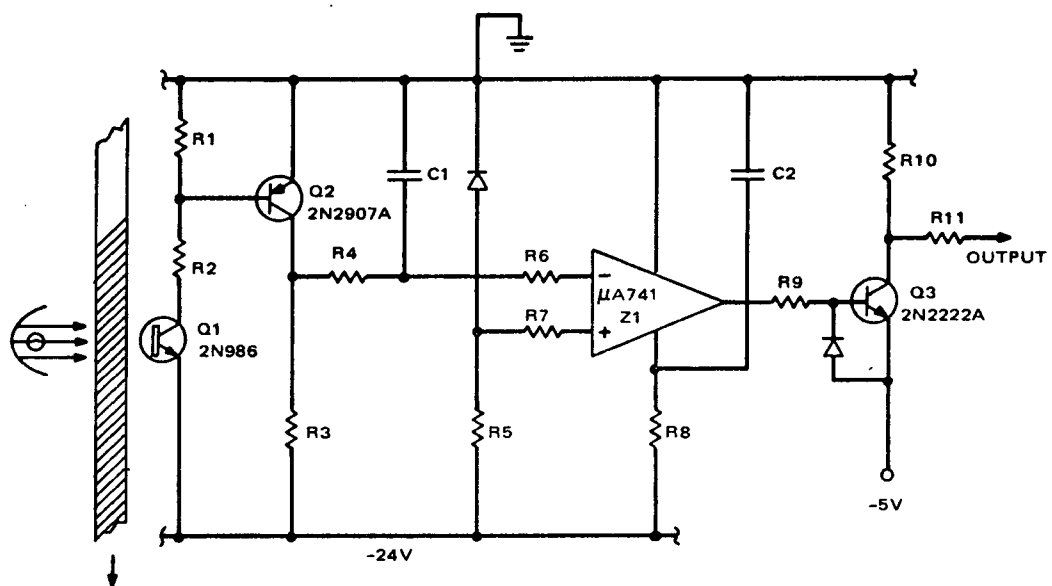 R1
Q2
2N2907A
C1
C2
R10
R2
R4
R6
R11
OUTPUT
−
μA741
Z1
R9
Q3
2N2222A
Q1
2N986
R7
+
R3
R5
R8
-5V
-24V